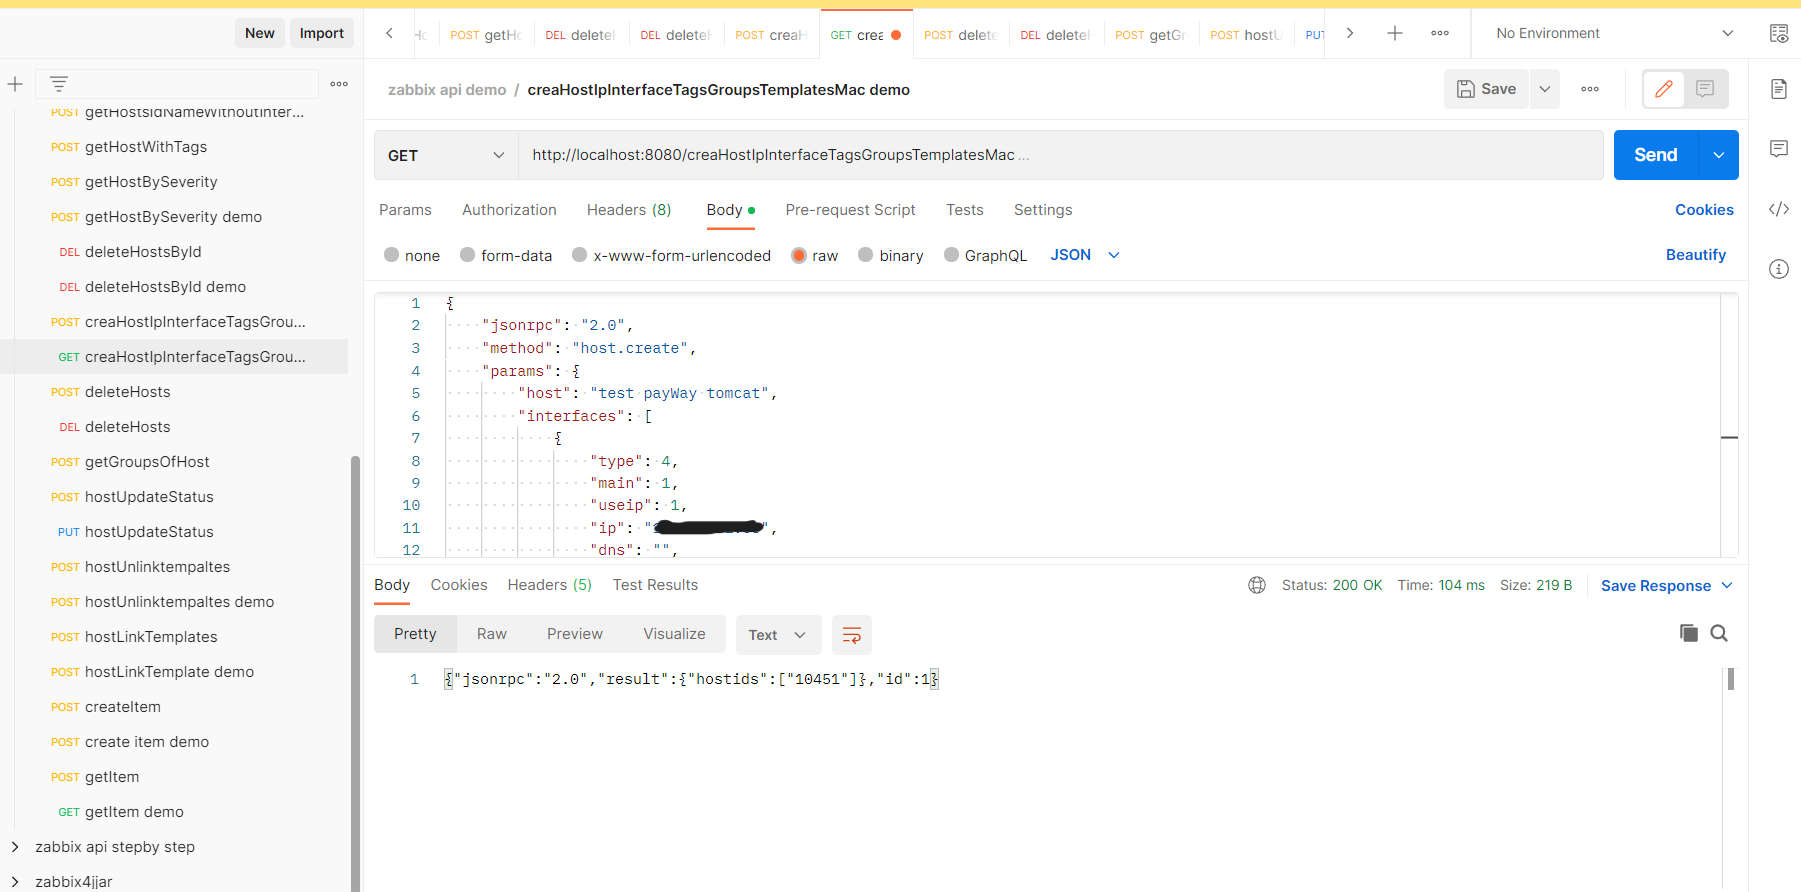 New
Import
POST getHo
DEL delete
DEL delete
POST creaH
GET crea
POST delete
DEL delete
POST getGr
POST hostU
PUT
No Environment
zabbix api demo / creaHostIpInterfaceTagsGroupsTemplatesMac demo
Save
GET
http://localhost:8080/creaHostIpInterfaceTagsGroupsTemplatesMac ...
Send
Params
Authorization
Headers (8)
Body
Pre-request Script
Tests
Settings
Cookies
none
form-data
x-www-form-urlencoded
raw
binary
GraphQL
JSON
Beautify
1 {
2 "jsonrpc": "2.0",
3 "method": "host.create",
4 "params": {
5 "host": "test payWay tomcat",
6 "interfaces": [
7 {
8 "type": 4,
9 "main": 1,
10 "useip": 1,
11 "ip": "",
12 "dns": "",
Body
Cookies
Headers (5)
Test Results
Status: 200 OK
Time: 104 ms
Size: 219 B
Save Response
Pretty
Raw
Preview
Visualize
Text
1 {"jsonrpc":"2.0","result":{"hostids":["10451"]},"id":1}
POST getHostsIdNameWithoutInter...
POST getHostWithTags
POST getHostBySeverity
POST getHostBySeverity demo
DEL deleteHostsById
DEL deleteHostsById demo
POST creaHostIpInterfaceTagsGrou...
GET creaHostIpInterfaceTagsGrou...
POST deleteHosts
DEL deleteHosts
POST getGroupsOfHost
POST hostUpdateStatus
PUT hostUpdateStatus
POST hostUnlinktempaltes
POST hostUnlinktempaltes demo
POST hostLinkTemplates
POST hostLinkTemplate demo
POST createItem
POST create item demo
POST getItem
GET getItem demo
zabbix api stepby step
zabbix4jjar